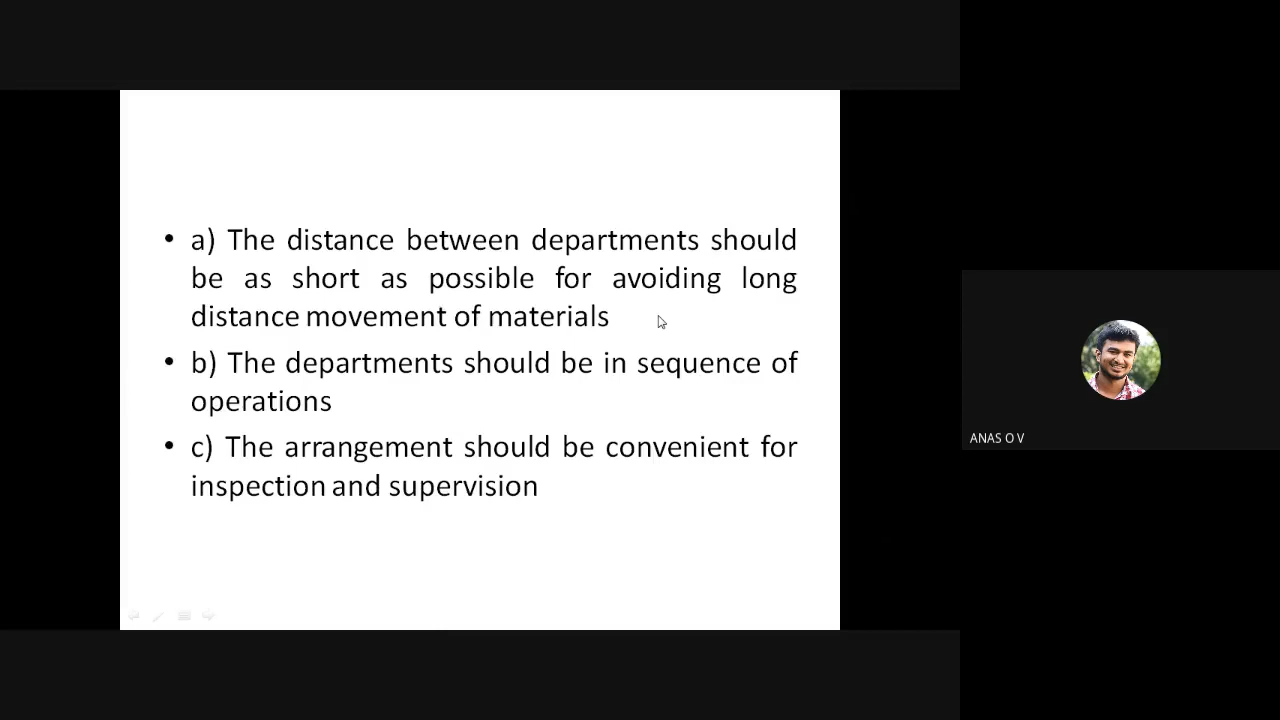 • a) The distance between departments should
be as short as possible for avoiding long
distance movement of materials
• b) The departments should be in sequence of
operations
• c) The arrangement should be convenient for
inspection and supervision
ANAS O V